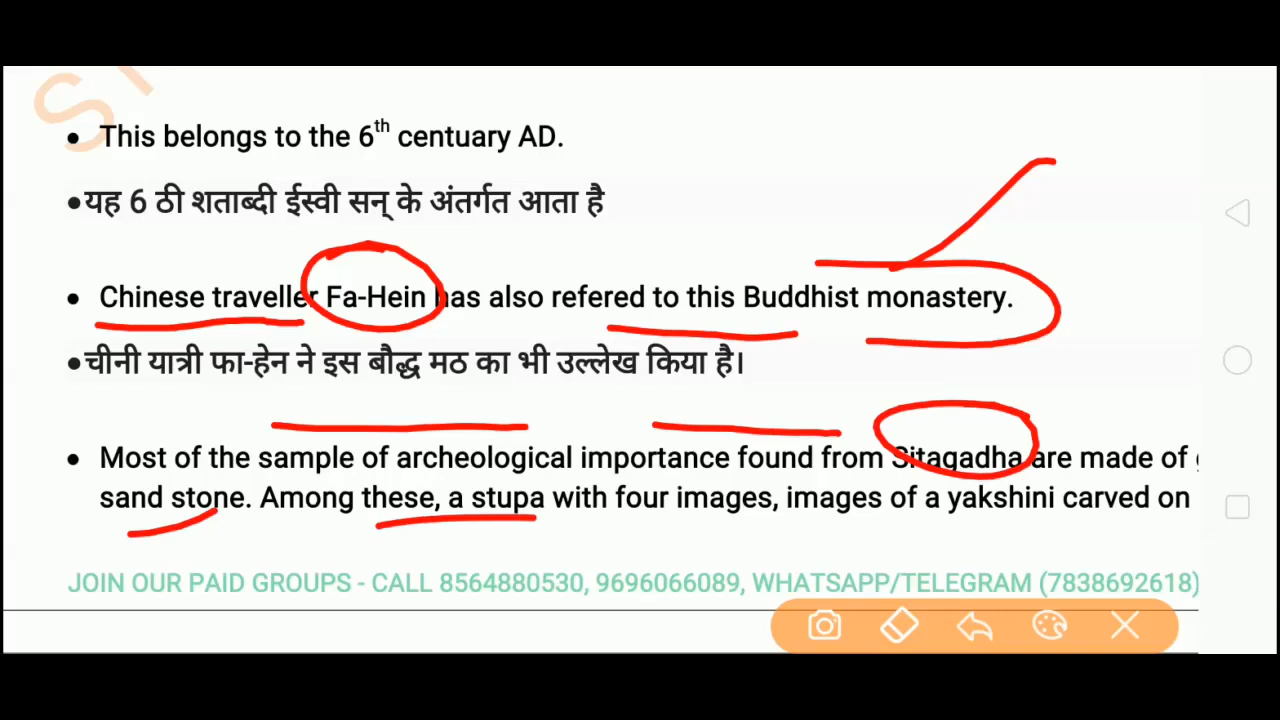 • This belongs to the 6th centuary AD.
•यह 6 ठी शताब्दी ईस्वी सन् के अंतर्गत आता है
• Chinese traveller Fa-Hein has also refered to this Buddhist monastery.
•चीनी यात्री फा-हेन ने इस बौद्ध मठ का भी उल्लेख किया है।
• Most of the sample of archeological importance found from Sitagadha are made of
sand stone. Among these, a stupa with four images, images of a yakshini carved on
JOIN OUR PAID GROUPS - CALL 8564880530, 9696066089, WHATSAPP/TELEGRAM (7838692618)